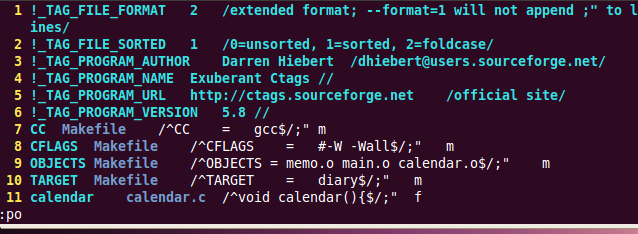 1 !_TAG_FILE_FORMAT 2 /extended format; --format=1 will not append ;" to l
ines/
2 !_TAG_FILE_SORTED 1 /0=unsorted, 1=sorted, 2=foldcase/
3 !_TAG_PROGRAM_AUTHOR Darren Hiebert /dhiebert@users.sourceforge.net/
4 !_TAG_PROGRAM_NAME Exuberant Ctags //
5 !_TAG_PROGRAM_URL http://ctags.sourceforge.net /official site/
6 !_TAG_PROGRAM_VERSION 5.8 //
7 CC Makefile /^CC = gcc$/;" m
8 CFLAGS Makefile /^CFLAGS = #-W -Wall$/;" m
9 OBJECTS Makefile /^OBJECTS = memo.o main.o calendar.o$/;" m
10 TARGET Makefile /^TARGET = diary$/;" m
11 calendar calendar.c /^void calendar(){$/;" f
:po